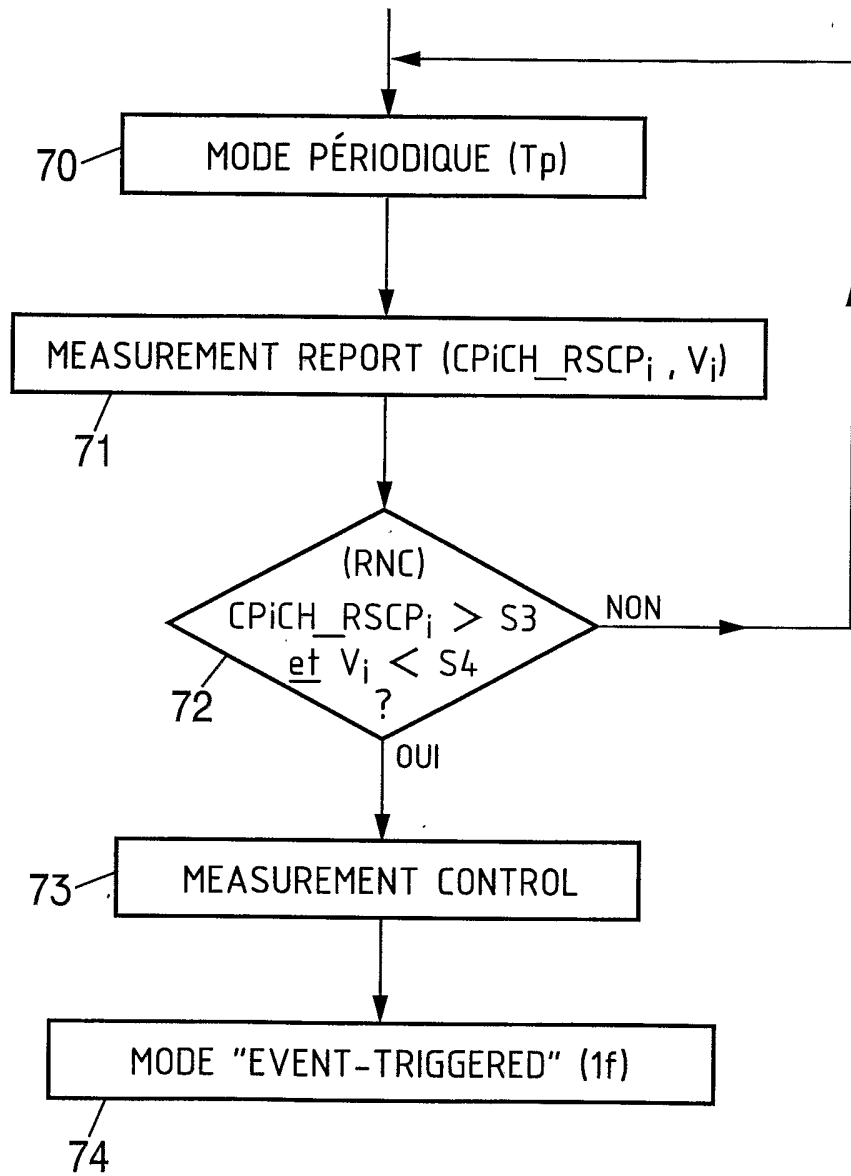 70
MODE PÉRIODIQUE (Tp)
MEASUREMENT REPORT (CPiCH_RSCPi , Vi)
71
(RNC)
CPiCH_RSCPi > S3
et Vi < S4
?
NON
72
OUI
73
MEASUREMENT CONTROL
MODE "EVENT-TRIGGERED" (1f)
74